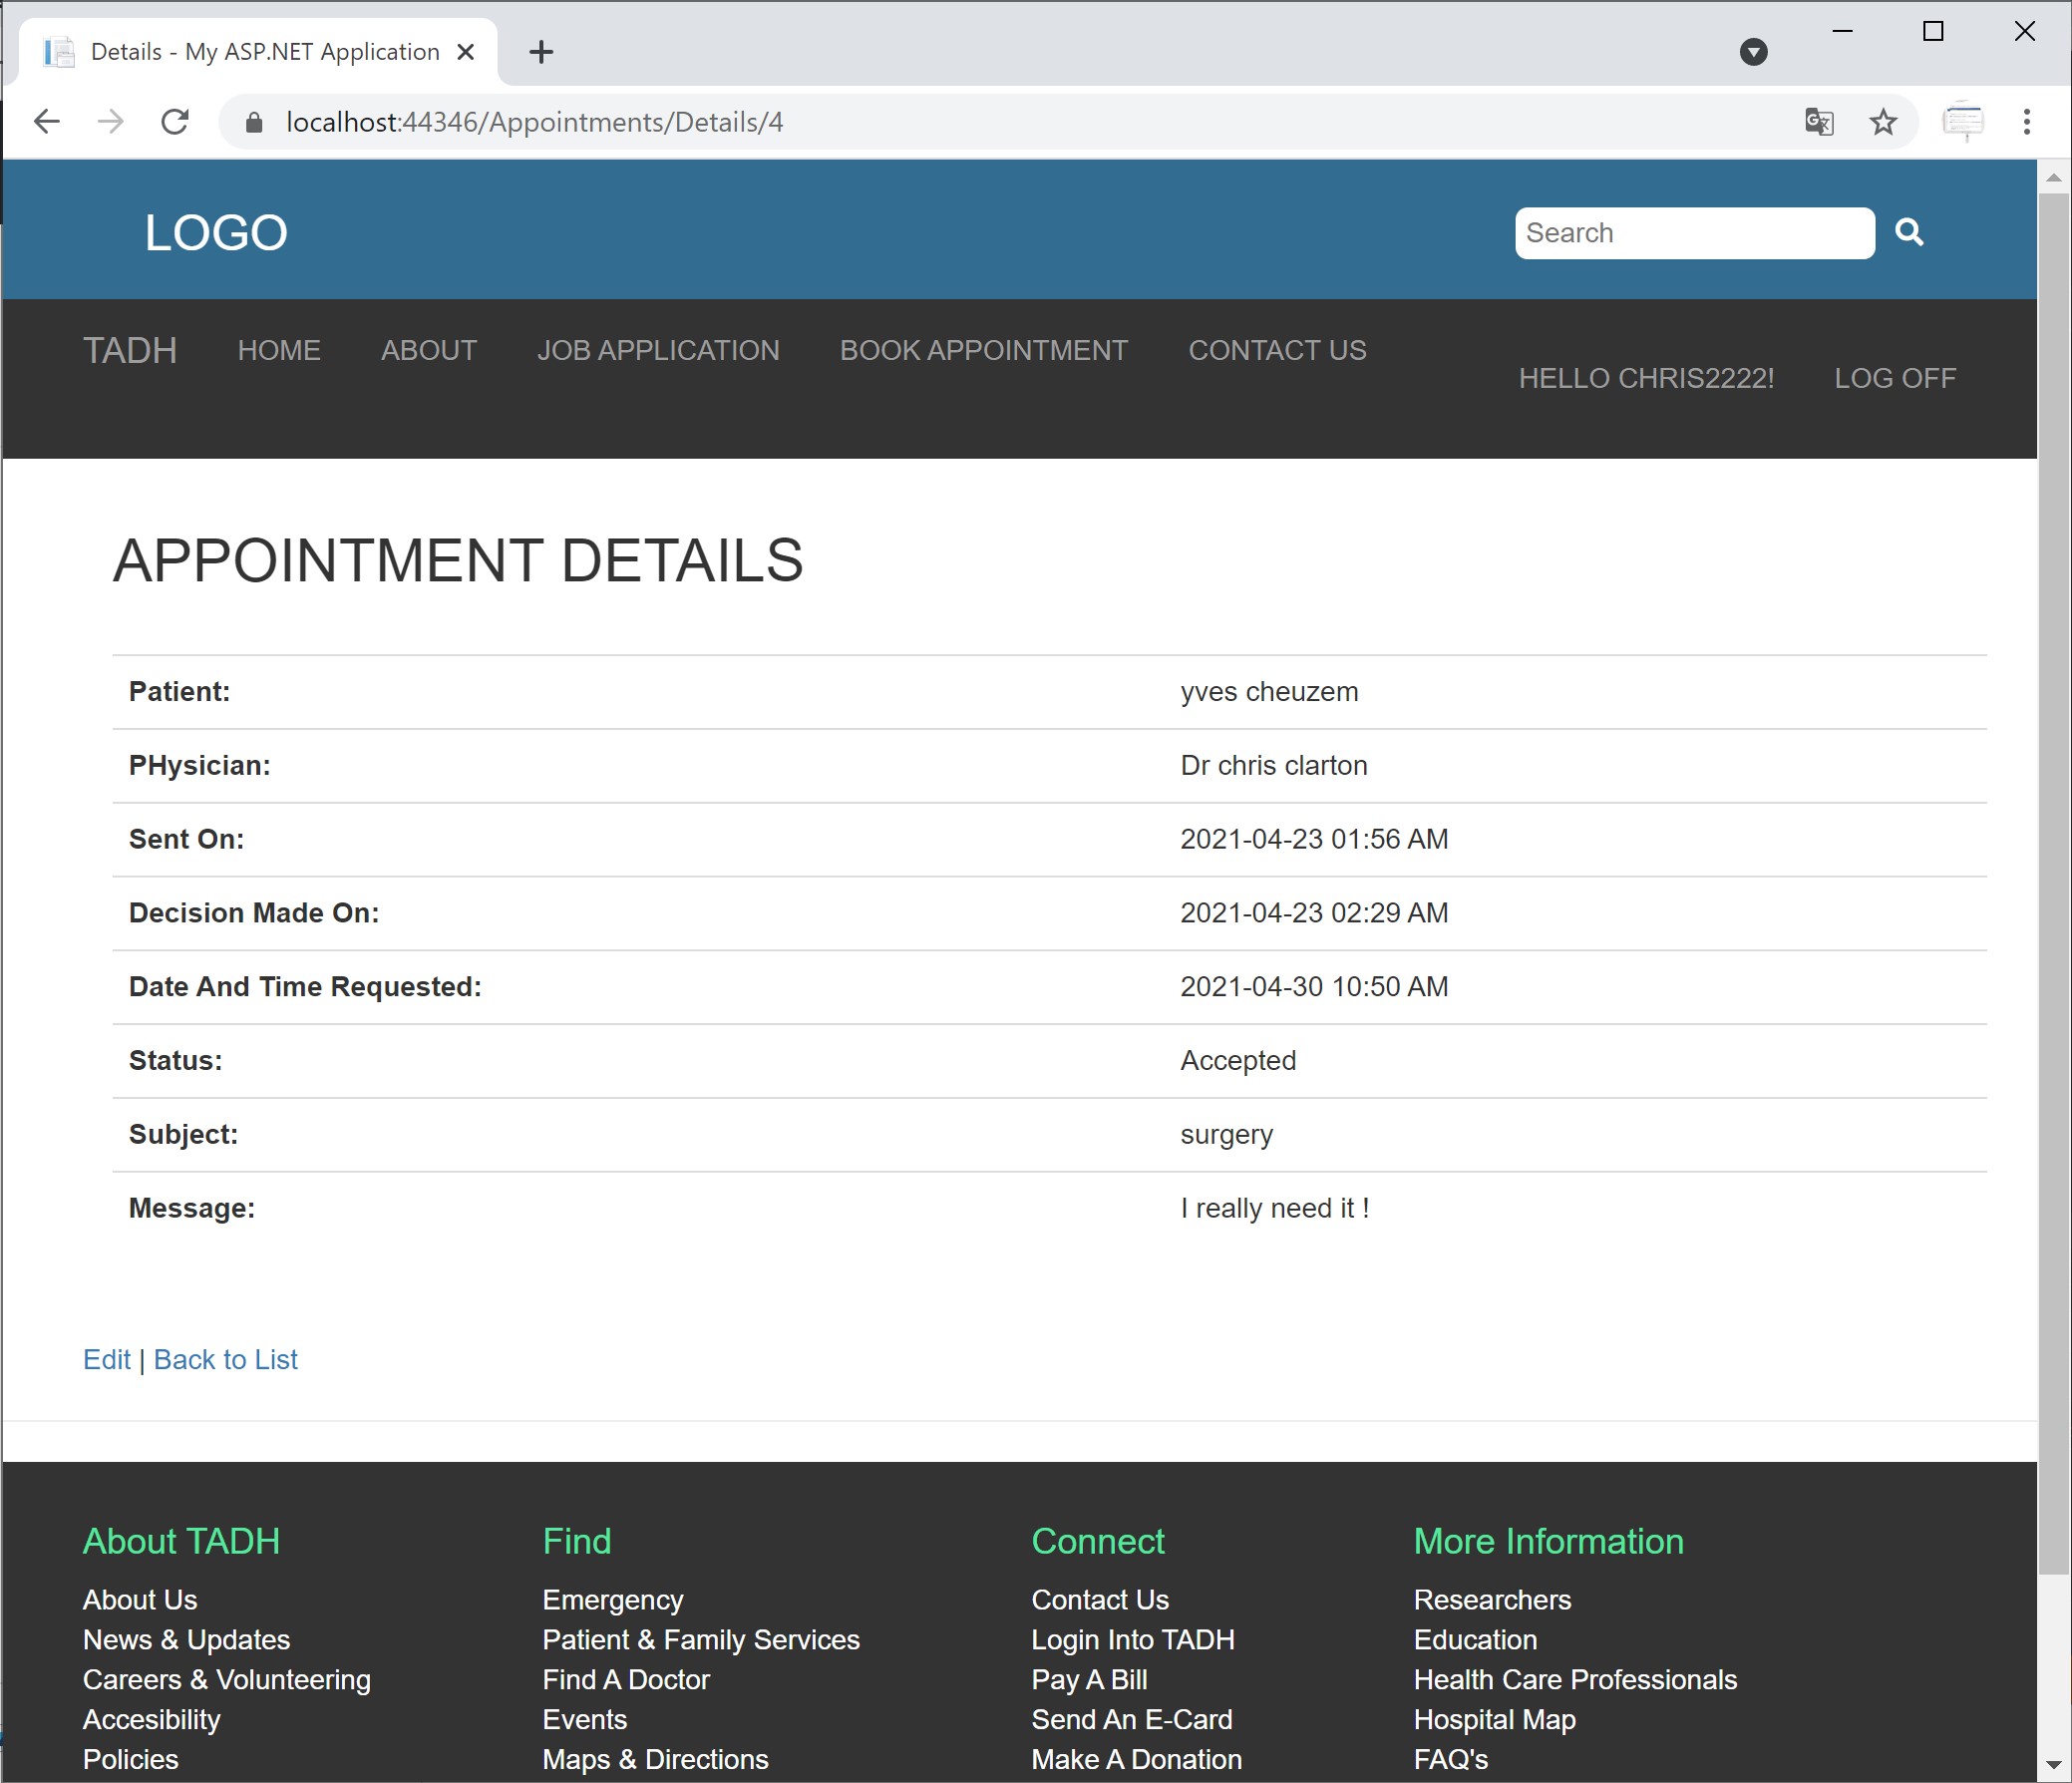 Details - My ASP.NET Application
localhost:44346/Appointments/Details/4
LOGO
Search
TADH HOME ABOUT JOB APPLICATION BOOK APPOINTMENT CONTACT US
HELLO CHRIS2222! LOG OFF
APPOINTMENT DETAILS
Patient: yves cheuzem
PHysician: Dr chris clarton
Sent On: 2021-04-23 01:56 AM
Decision Made On: 2021-04-23 02:29 AM
Date And Time Requested: 2021-04-30 10:50 AM
Status: Accepted
Subject: surgery
Message: I really need it !
Edit | Back to List
About TADH Find Connect More Information
About Us Emergency Contact Us Researchers
News & Updates Patient & Family Services Login Into TADH Education
Careers & Volunteering Find A Doctor Pay A Bill Health Care Professionals
Accesibility Events Send An E-Card Hospital Map
Policies Maps & Directions Make A Donation FAQ's